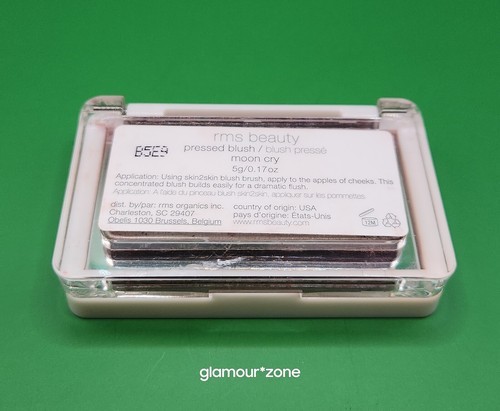 rms beauty
B5E9
pressed blush / blush pressé
moon cry
5g/0.17oz
Application: Using skin2skin blush brush, apply to the apples of cheeks. This
concentrated blush builds easily for a dramatic flush.
Application: À l'aide du pinceau blush skin2skin, appliquer sur les pommettes.
dist. by/par: rms organics inc.
Charleston, SC 29407
Obelis 1030 Brussels, Belgium
country of origin: USA
pays d'origine: États-Unis
www.rmsbeauty.com
12M
glamour*zone